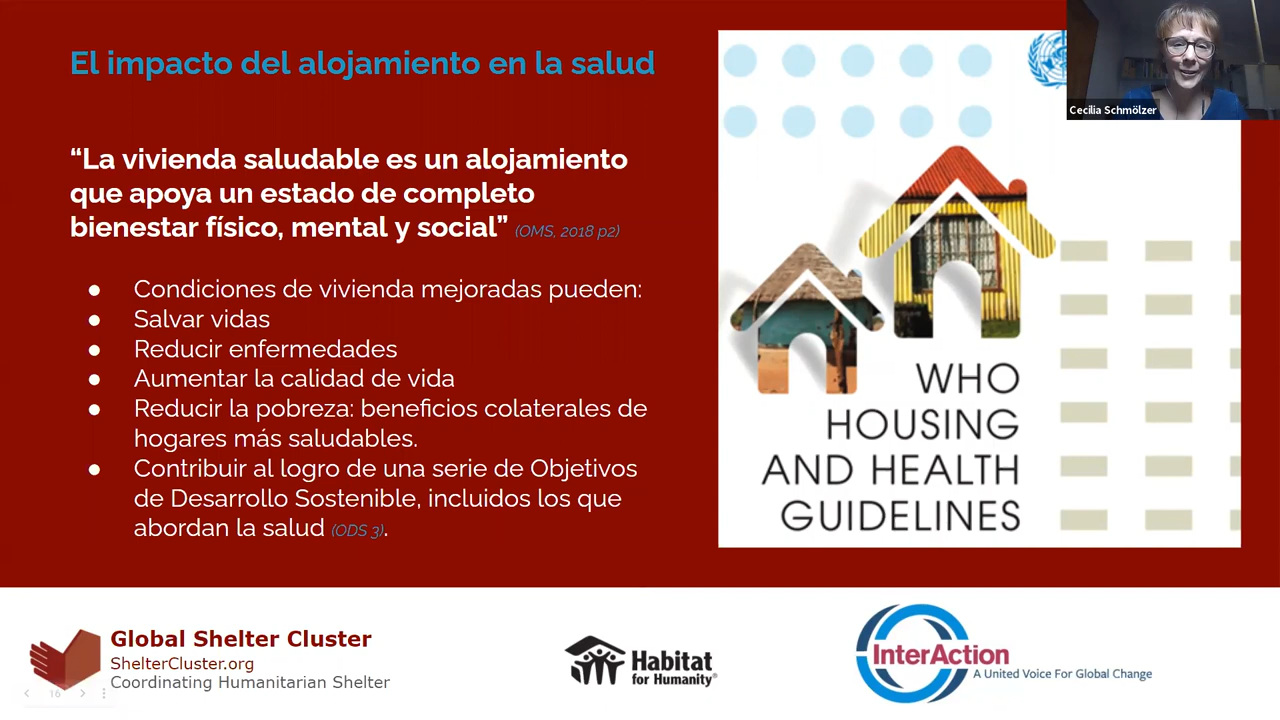 El impacto del alojamiento en la salud
“La vivienda saludable es un alojamiento
que apoya un estado de completo
bienestar físico, mental y social” (OMS, 2018 p2)
● Condiciones de vivienda mejoradas pueden:
● Salvar vidas
● Reducir enfermedades
● Aumentar la calidad de vida
● Reducir la pobreza: beneficios colaterales de
hogares más saludables.
● Contribuir al logro de una serie de Objetivos
de Desarrollo Sostenible, incluidos los que
abordan la salud (ODS 3).
Cecilia Schmölzer
WHO
HOUSING
AND HEALTH
GUIDELINES
Global Shelter Cluster
ShelterCluster.org
Coordinating Humanitarian Shelter
16
Habitat
for Humanity®
InterAction
A United Voice For Global Change